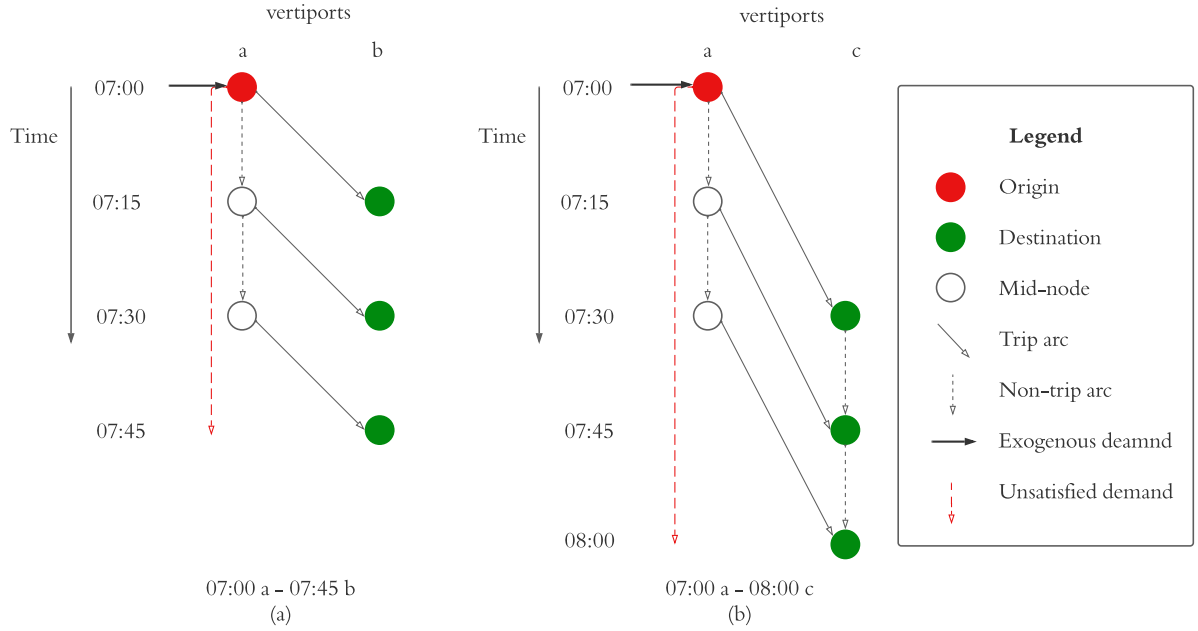 vertiports
a b
07:00
Time
07:15
07:30
07:45
07:00 a - 07:45 b
(a)
vertiports
a c
07:00
Time
07:15
07:30
07:45
08:00
07:00 a - 08:00 c
(b)
Legend
Origin
Destination
Mid-node
Trip arc
Non-trip arc
Exogenous deamnd
Unsatisfied demand